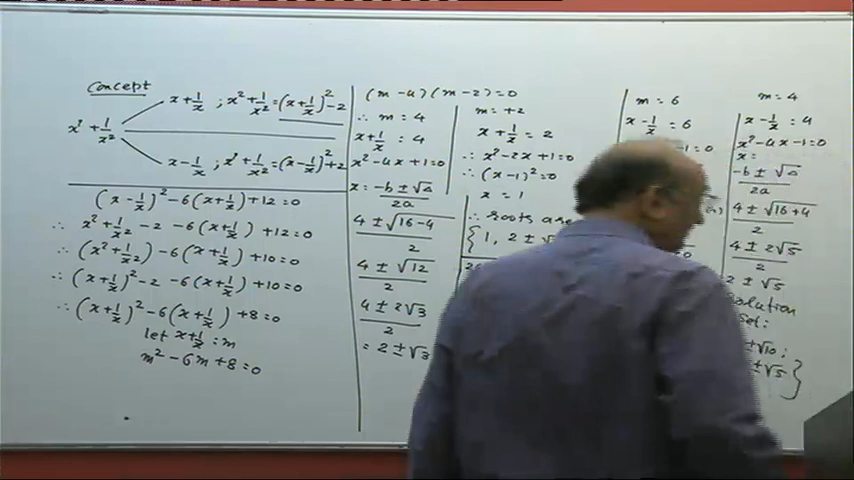 Concept
x² + 1/x²
x + 1/x ; x² + 1/x² = (x + 1/x)² - 2
x - 1/x ; x² + 1/x² = (x - 1/x)² + 2
(x - 1/x)² - 6(x + 1/x) + 12 = 0
∴ x² + 1/x² - 2 - 6(x + 1/x) + 12 = 0
∴ (x² + 1/x²) - 6(x + 1/x) + 10 = 0
∴ (x + 1/x)² - 2 - 6(x + 1/x) + 10 = 0
∴ (x + 1/x)² - 6(x + 1/x) + 8 = 0
let x + 1/x = m
m² - 6m + 8 = 0
(m - 4)(m - 2) = 0
∴ m = 4
x + 1/x = 4
x² - 4x + 1 = 0
x = -b ± √Δ / 2a
4 ± √16 - 4 / 2
4 ± √12 / 2
4 ± 2√3 / 2
= 2 ± √3
m = +2
x + 1/x = 2
∴ x² - 2x + 1 = 0
∴ (x - 1)² = 0
x = 1
∴ roots are
{1, 2 ± √
m = 6
x - 1/x = 6
1 = 0
m = 4
x - 1/x = 4
x² - 4x - 1 = 0
x =
-b ± √Δ / 2a
4 ± √16 + 4 / 2
4 ± 2√5 / 2
2 ± √5
Solution
set:
± √10 ;
± √5 }